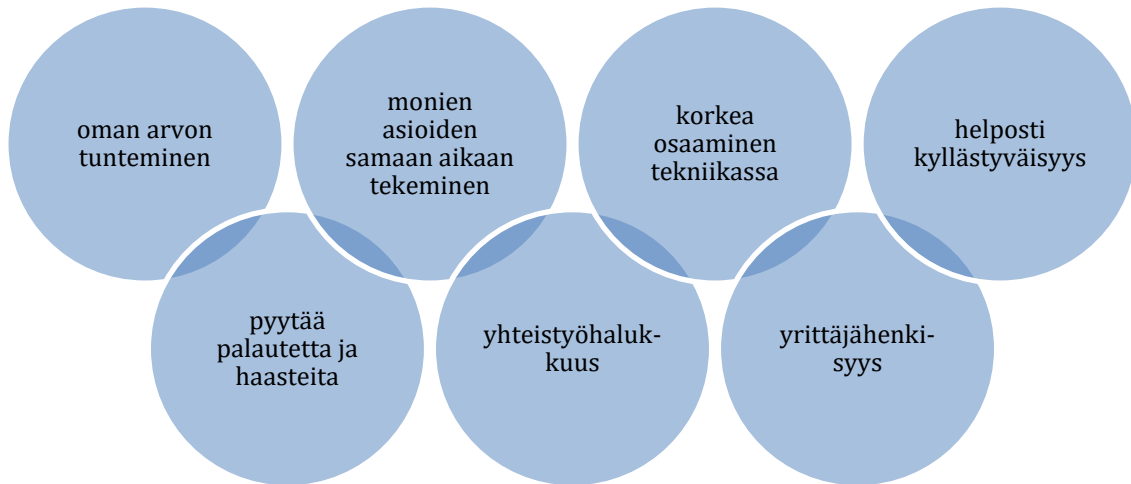 oman arvon
tunteminen
monien
asioiden
samaan aikaan
tekeminen
korkea
osaaminen
tekniikassa
helposti
kyllästyväisyys
pyytää
palautetta ja
haasteita
yhteistyöhaluk-
kuus
yrittäjähenki-
syys